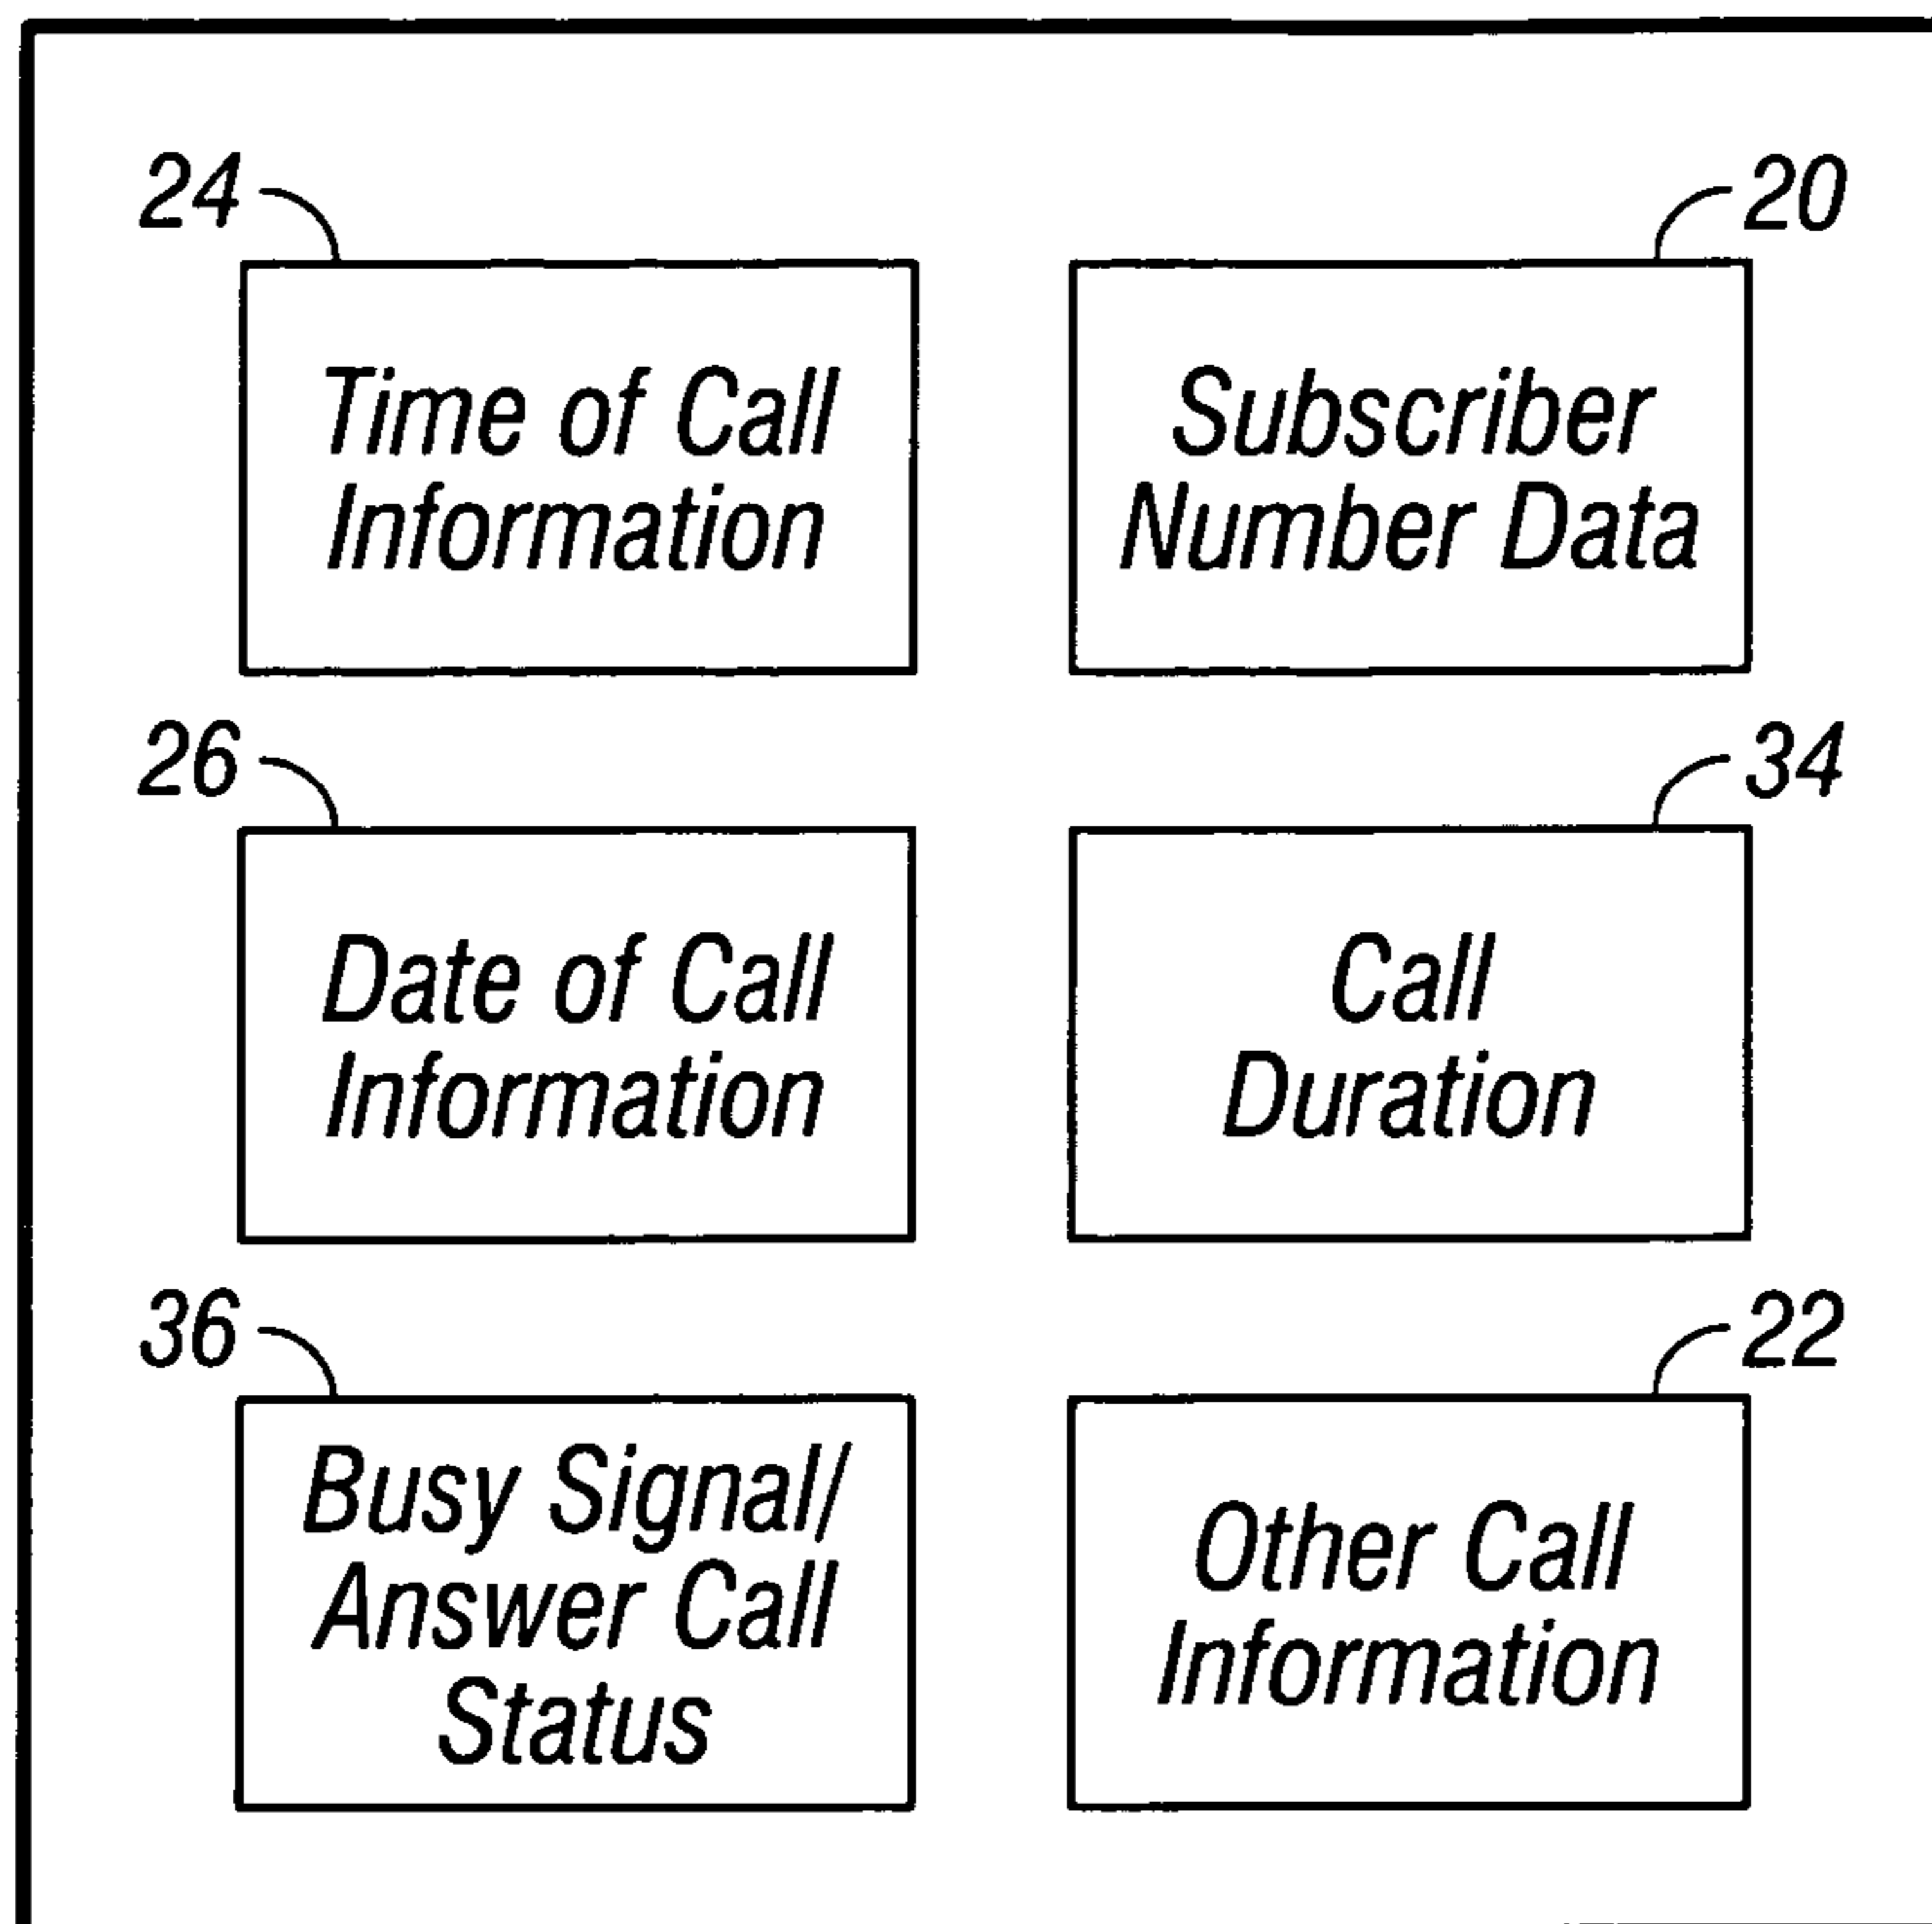 24
20
Time of Call
Information
Subscriber
Number Data
26
34
Date of Call
Information
Call
Duration
36
22
Busy Signal/
Answer Call
Status
Other Call
Information